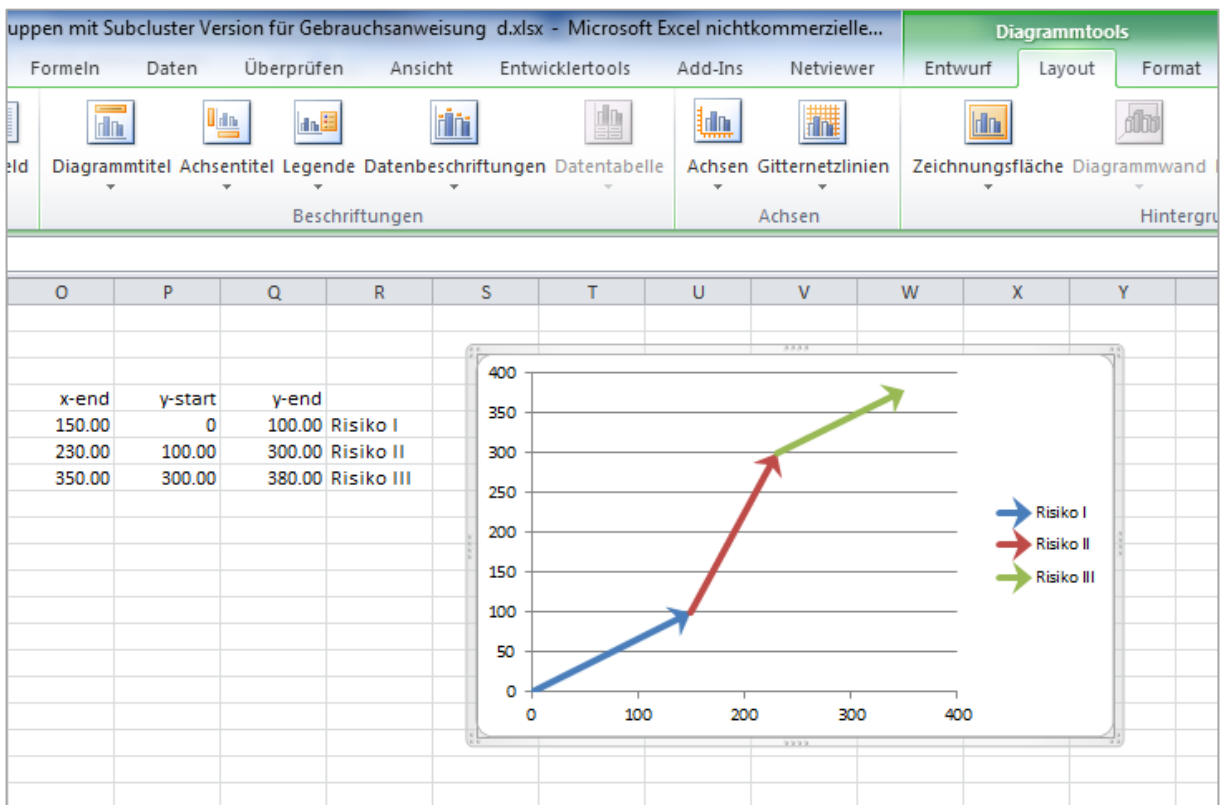 uppen mit Subcluster Version für Gebrauchsanweisung d.xlsx - Microsoft Excel nichtkommerzielle...
Diagrammtools
Formeln Daten Überprüfen Ansicht Entwicklertools Add-Ins Netviewer Entwurf Layout Format
eld Diagrammtitel Achsentitel Legende Datenbeschriftungen Datentabelle Achsen Gitternetzlinien Zeichnungsfläche Diagrammwand
Beschriftungen Achsen Hintergru
O P Q R S T U V W X Y
x-end y-start y-end
150.00 0 100.00 Risiko I
230.00 100.00 300.00 Risiko II
350.00 300.00 380.00 Risiko III
400
350
300
250
200
150
100
50
0
0 100 200 300 400
Risiko I
Risiko II
Risiko III